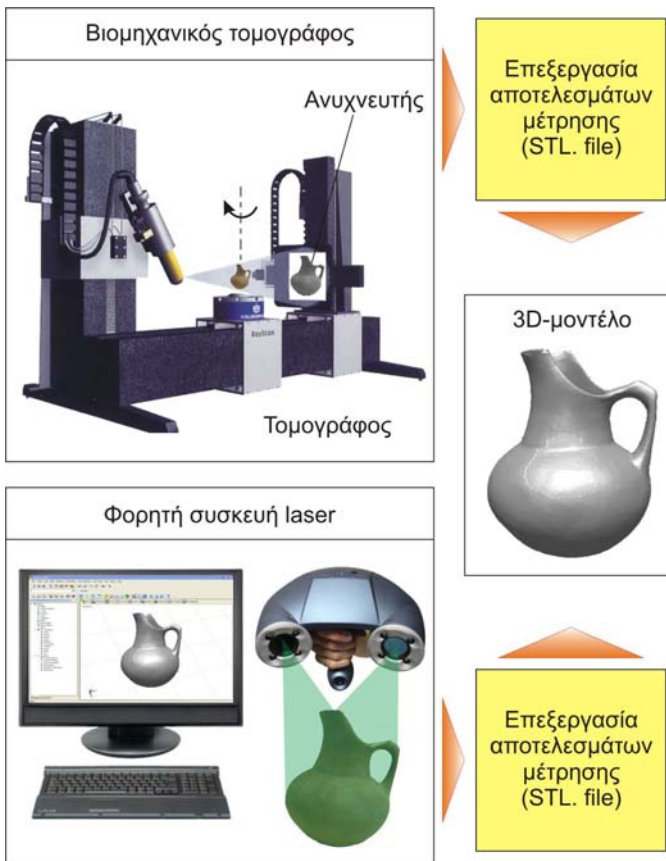 Βιομηχανικός τομογράφος
Ανυχνευτής
Τομογράφος
Επεξεργασία
αποτελεσμάτων
μέτρησης
(STL. file)
3D-μοντέλο
Φορητή συσκευή laser
Επεξεργασία
αποτελεσμάτων
μέτρησης
(STL. file)